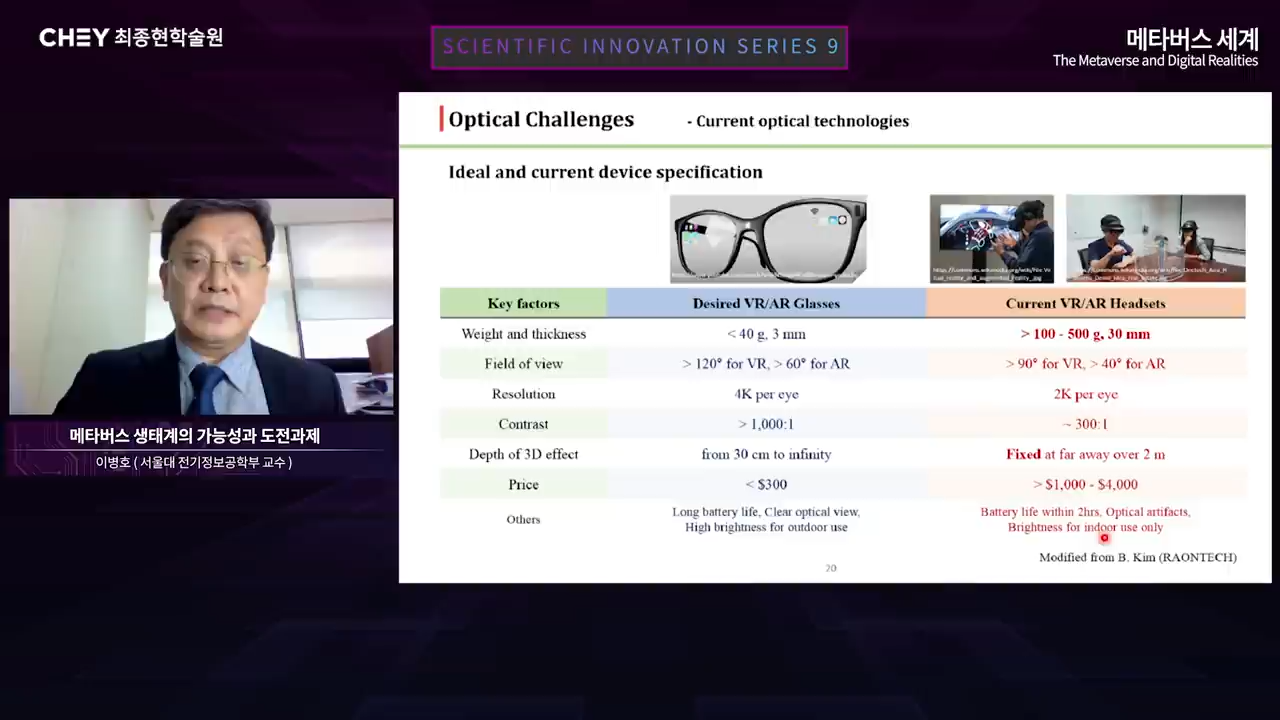 CHEY 최종현학술원
SCIENTIFIC INNOVATION SERIES 9
메타버스 세계
The Metaverse and Digital Realities
Optical Challenges - Current optical technologies
Ideal and current device specification
Key factors Desired VR/AR Glasses Current VR/AR Headsets
Weight and thickness < 40 g, 3 mm > 100 - 500 g, 30 mm
Field of view > 120° for VR, > 60° for AR > 90° for VR, > 40° for AR
Resolution 4K per eye 2K per eye
Contrast > 1,000:1 ~ 300:1
Depth of 3D effect from 30 cm to infinity Fixed at far away over 2 m
Price < $300 > $1,000 - $4,000
Others Long battery life, Clear optical view, Battery life within 2hrs, Optical artifacts,
High brightness for outdoor use Brightness for indoor use only
Modified from B. Kim (RAONTECH)
20
메타버스 생태계의 가능성과 도전과제
이병호 ( 서울대 전기정보공학부 교수 )